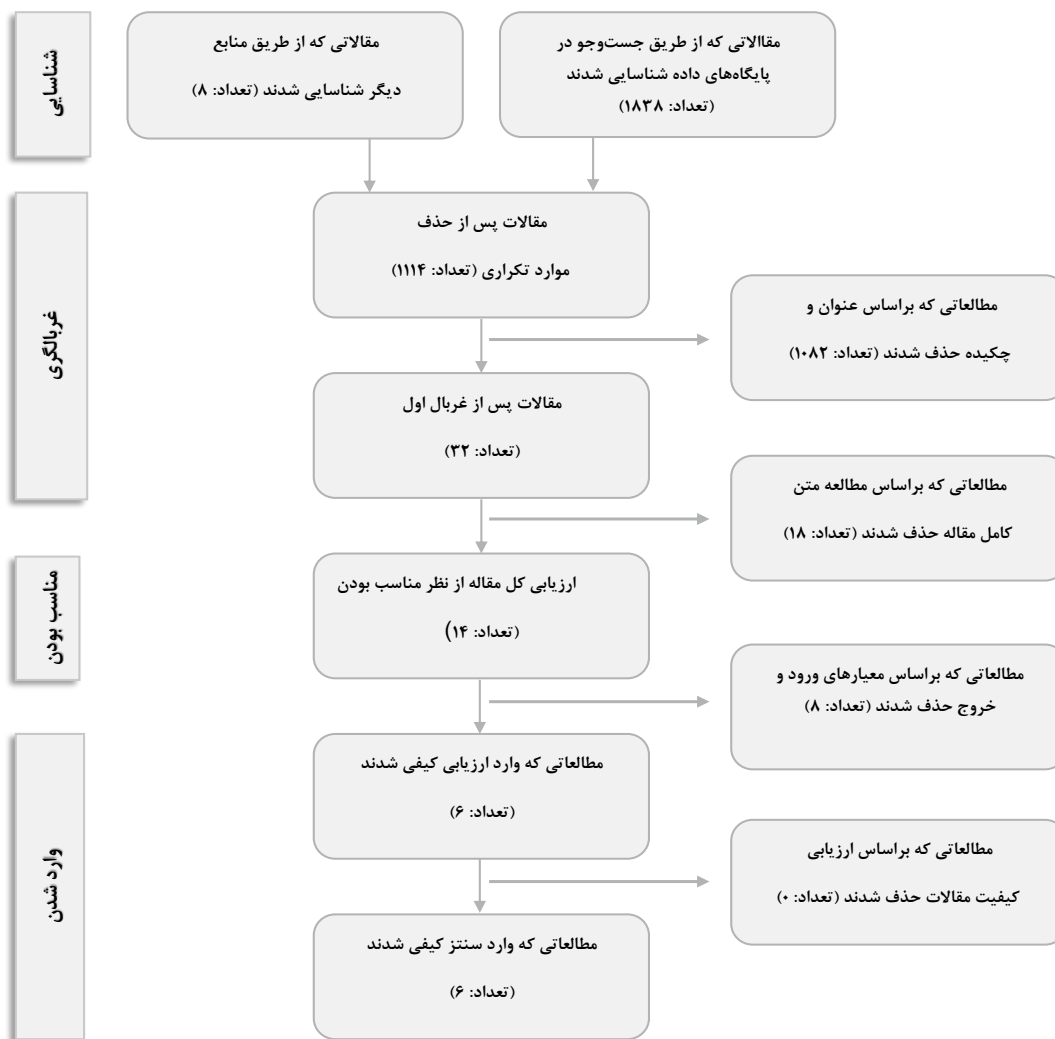 شناسایی
مقاالاتی که از طریق جست‌وجو در
پایگاه‌های داده شناسایی شدند
(تعداد: ۱۸۳۸)
مقالاتی که از طریق منابع
دیگر شناسایی شدند (تعداد: ۸)
غربالگری
مقالات پس از حذف
موارد تکراری (تعداد: ۱۱۱۴)
مطالعاتی که براساس عنوان و
چکیده حذف شدند (تعداد: ۱۰۸۲)
مقالات پس از غربال اول
(تعداد: ۳۲)
مطالعاتی که براساس مطالعه متن
کامل مقاله حذف شدند (تعداد: ۱۸)
مناسب بودن
ارزیابی کل مقاله از نظر مناسب بودن
(تعداد: ۱۴)
مطالعاتی که براساس معیارهای ورود و
خروج حذف شدند (تعداد: ۸)
وارد شدن
مطالعاتی که وارد ارزیابی کیفی شدند
(تعداد: ۶)
مطالعاتی که براساس ارزیابی
کیفیت مقالات حذف شدند (تعداد: ۰)
مطالعاتی که وارد سنتز کیفی شدند
(تعداد: ۶)